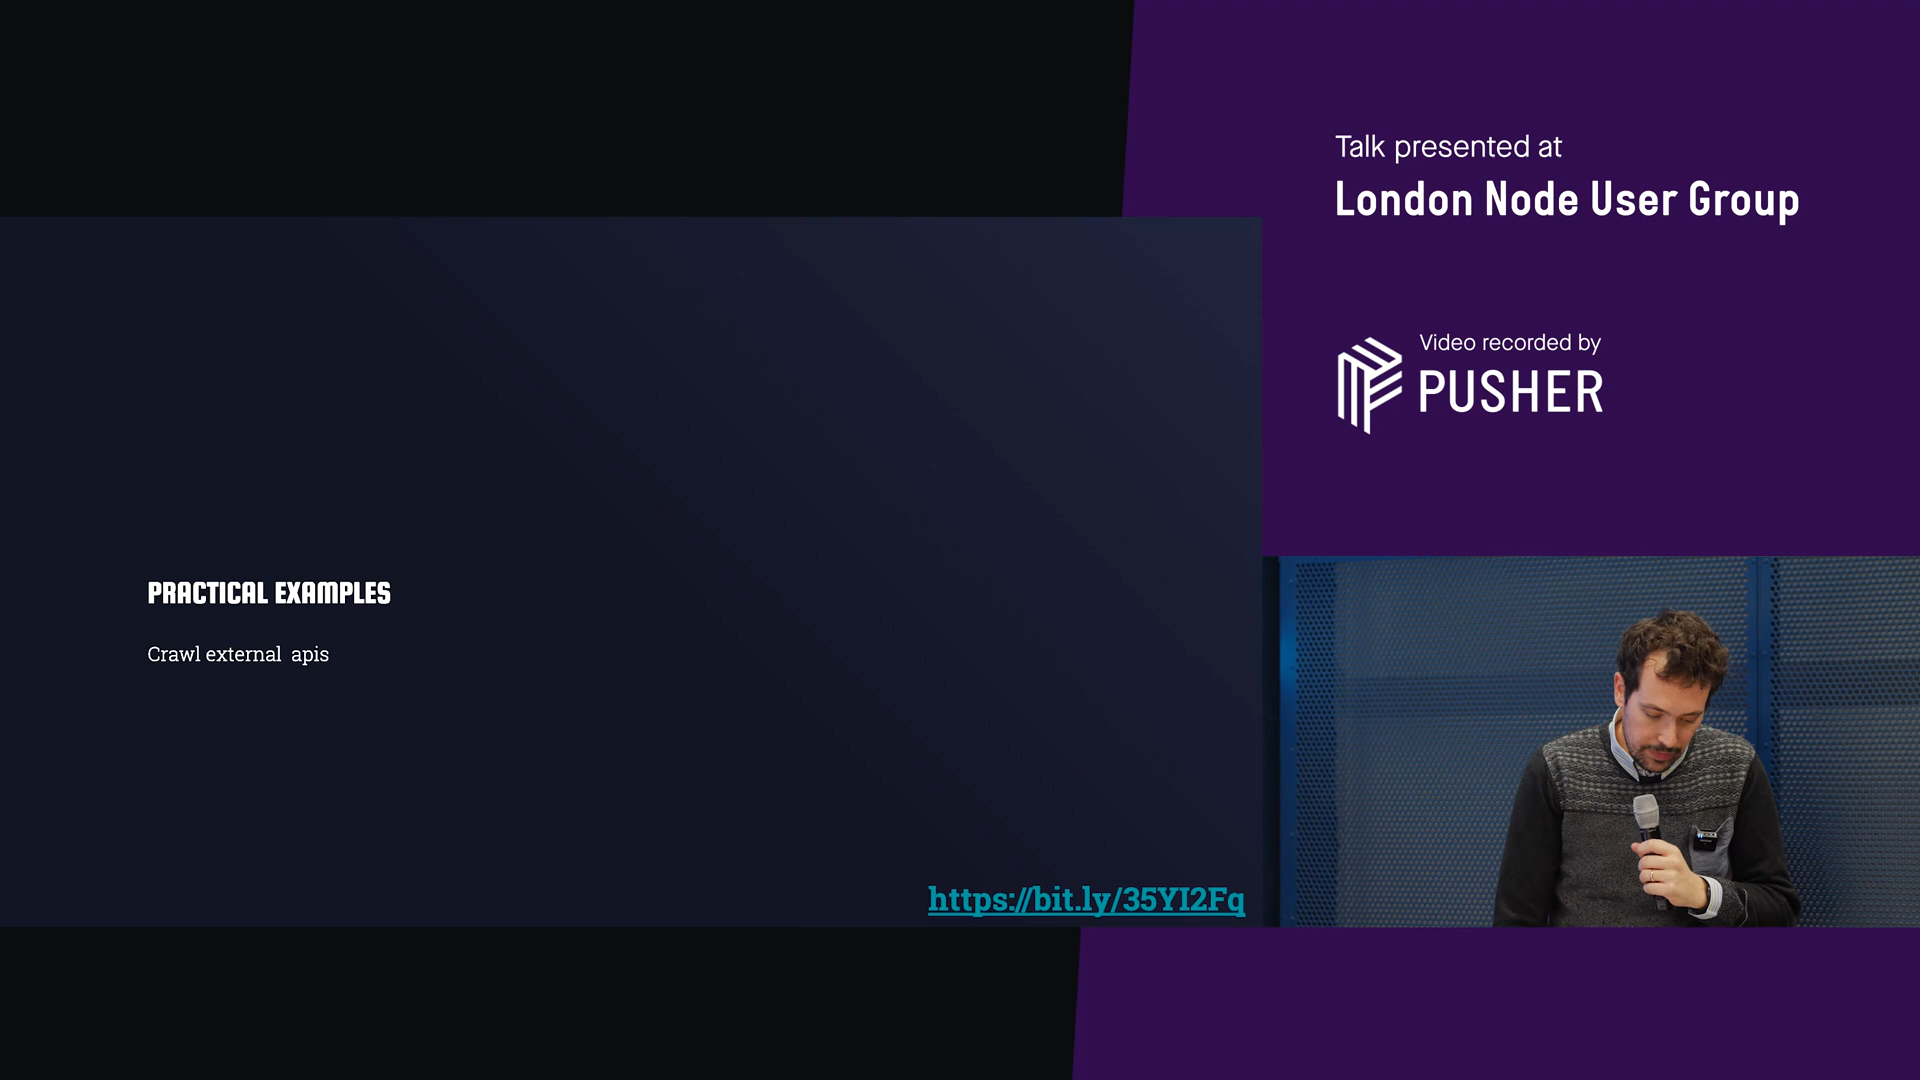 Talk presented at
London Node User Group
Video recorded by
PUSHER
PRACTICAL EXAMPLES
Crawl external apis
https://bit.ly/35YI2Fq